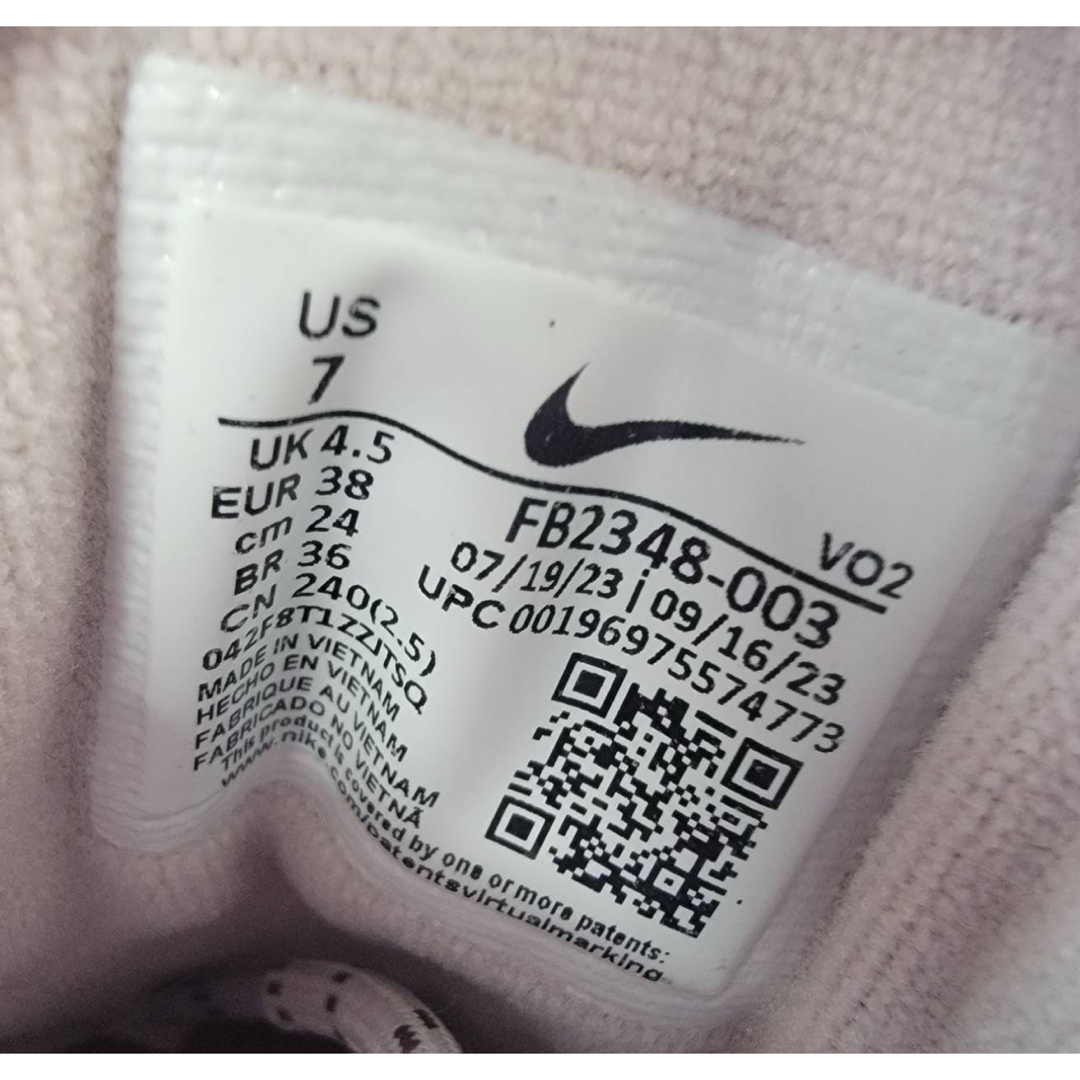 US
7
UK 4.5
EUR 38
cm 24
BR 36
CN 240(2.5)
042F8T1ZZJTSQ
MADE IN VIETNAM
HECHO EN VIETNAM
FABRIQUE AU VIETNAM
FABRICADO NO VIETNÃ
This product is covered by one or more patents:
www.nike.com/patentsvirtualmarking
VO2
FB2348-003
07/19/23 | 09/16/23
UPC 00196975574773